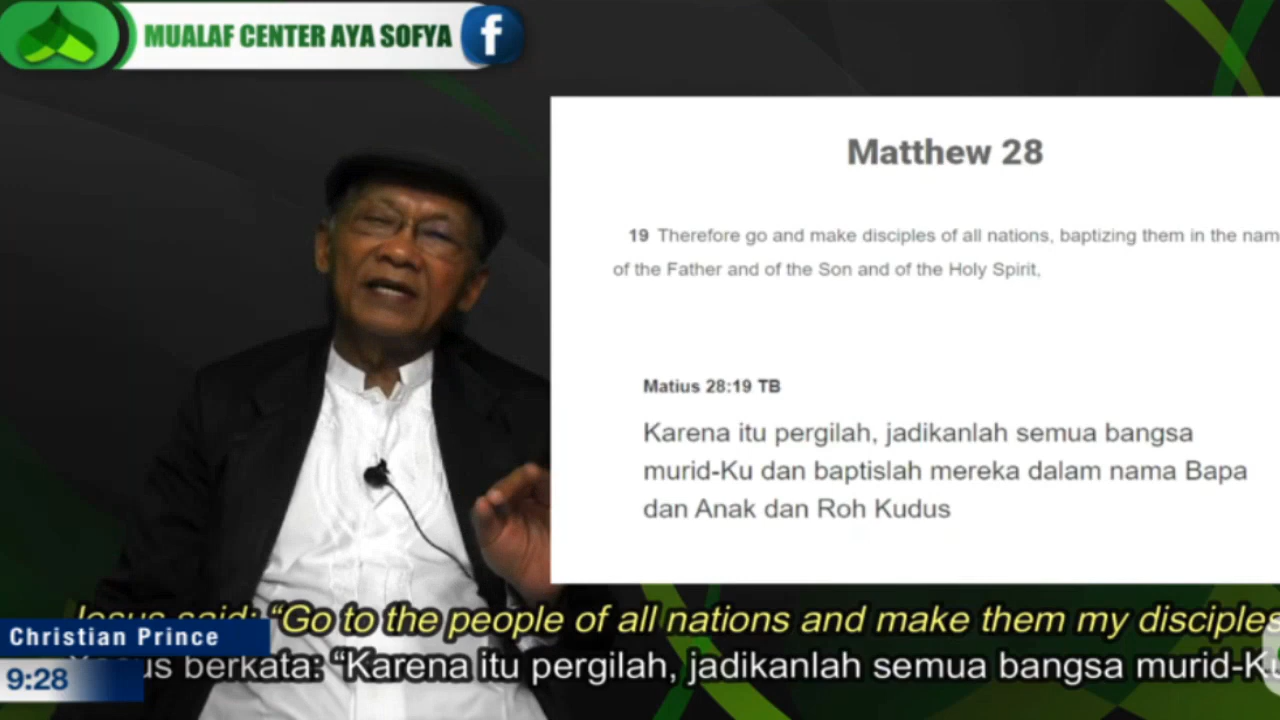 MUALAF CENTER AYA SOFYA
f
Matthew 28
19 Therefore go and make disciples of all nations, baptizing them in the
of the Father and of the Son and of the Holy Spirit,
Matius 28:19 TB
Karena itu pergilah, jadikanlah semua bangsa
murid-Ku dan baptislah mereka dalam nama Bapa
dan Anak dan Roh Kudus
Jesus said: “Go to the people of all nations and make them my disciples
Christian Prince
berkata: “Karena itu pergilah, jadikanlah semua bangsa
9:28